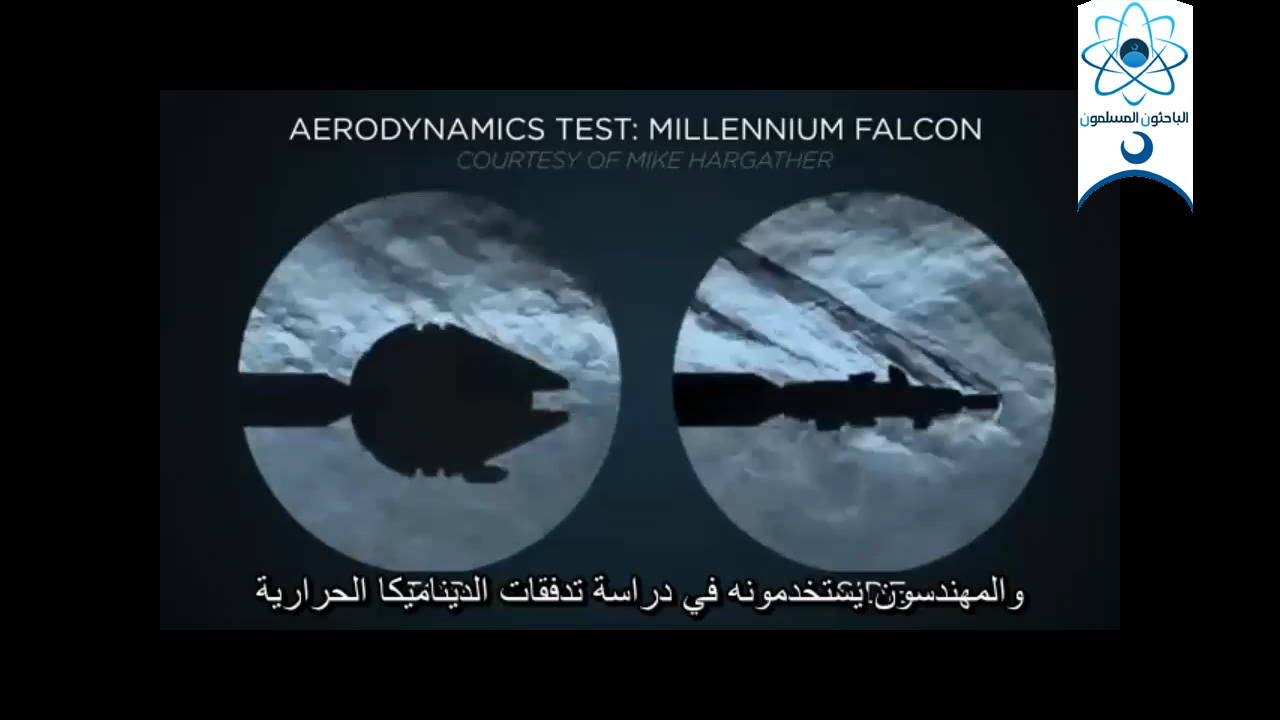 AERODYNAMICS TEST: MILLENNIUM FALCON
COURTESY OF MIKE HARGATHER
الباحثون المسلمون
والمهندسون يستخدمونه في دراسة تدفقات الديناميكا الحرارية